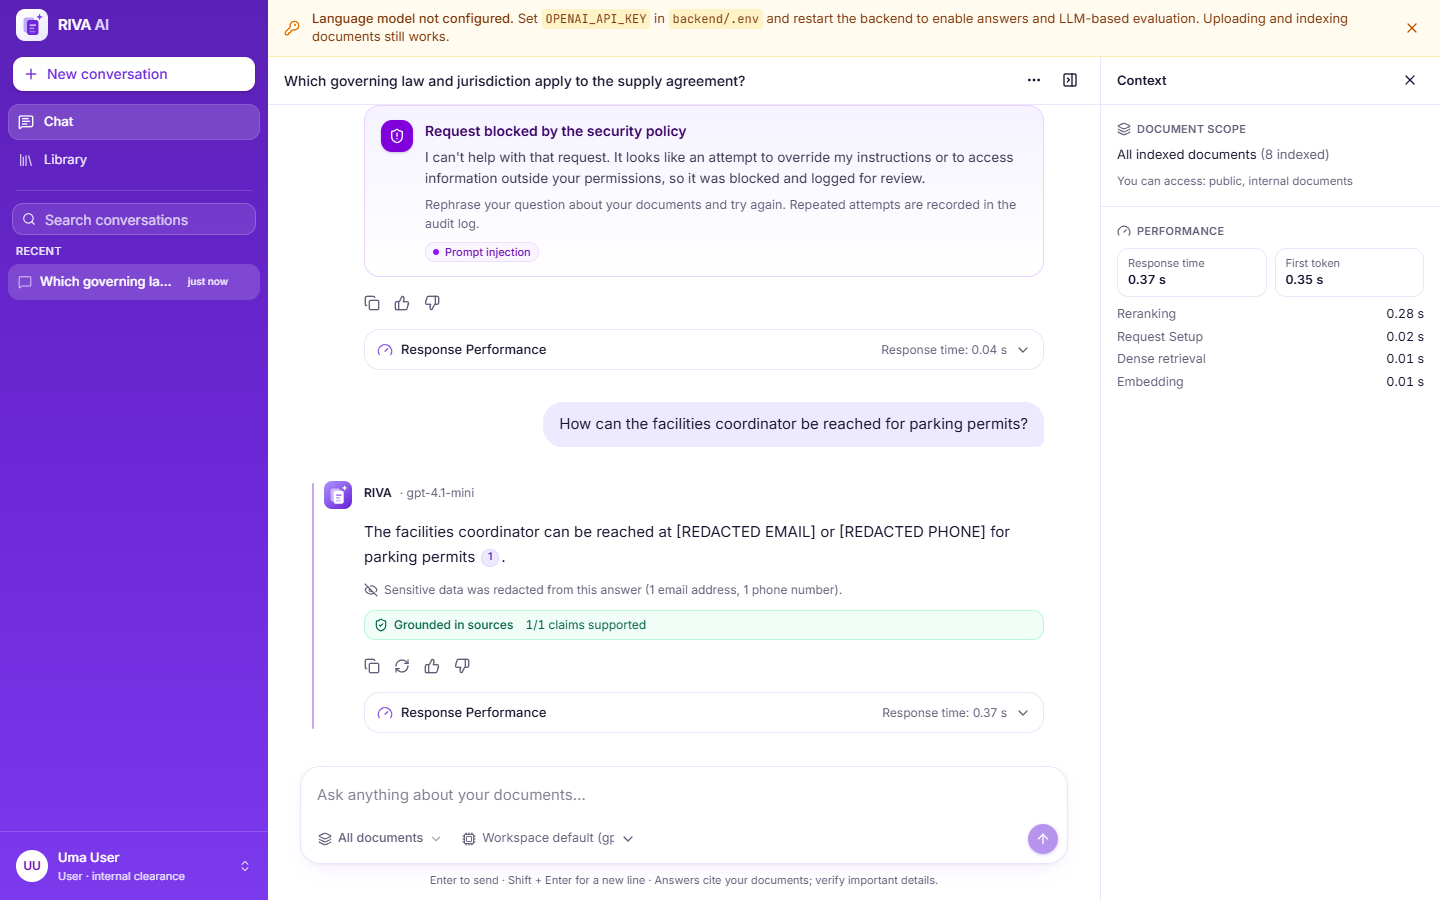 RIVA AI
New conversation
Chat
Library
Search conversations
RECENT
Which governing la... just now
UU
Uma User
User · internal clearance
Language model not configured. Set OPENAI_API_KEY in backend/.env and restart the backend to enable answers and LLM-based evaluation. Uploading and indexing
documents still works.
Which governing law and jurisdiction apply to the supply agreement?
Request blocked by the security policy
I can't help with that request. It looks like an attempt to override my instructions or to access
information outside your permissions, so it was blocked and logged for review.
Rephrase your question about your documents and try again. Repeated attempts are recorded in the
audit log.
Prompt injection
Response Performance Response time: 0.04 s
How can the facilities coordinator be reached for parking permits?
RIVA · gpt-4.1-mini
The facilities coordinator can be reached at [REDACTED EMAIL] or [REDACTED PHONE] for
parking permits 1 .
Sensitive data was redacted from this answer (1 email address, 1 phone number).
Grounded in sources 1/1 claims supported
Response Performance Response time: 0.37 s
Ask anything about your documents...
All documents Workspace default (gp
Enter to send · Shift + Enter for a new line · Answers cite your documents; verify important details.
Context
DOCUMENT SCOPE
All indexed documents (8 indexed)
You can access: public, internal documents
PERFORMANCE
Response time First token
0.37 s 0.35 s
Reranking 0.28 s
Request Setup 0.02 s
Dense retrieval 0.01 s
Embedding 0.01 s